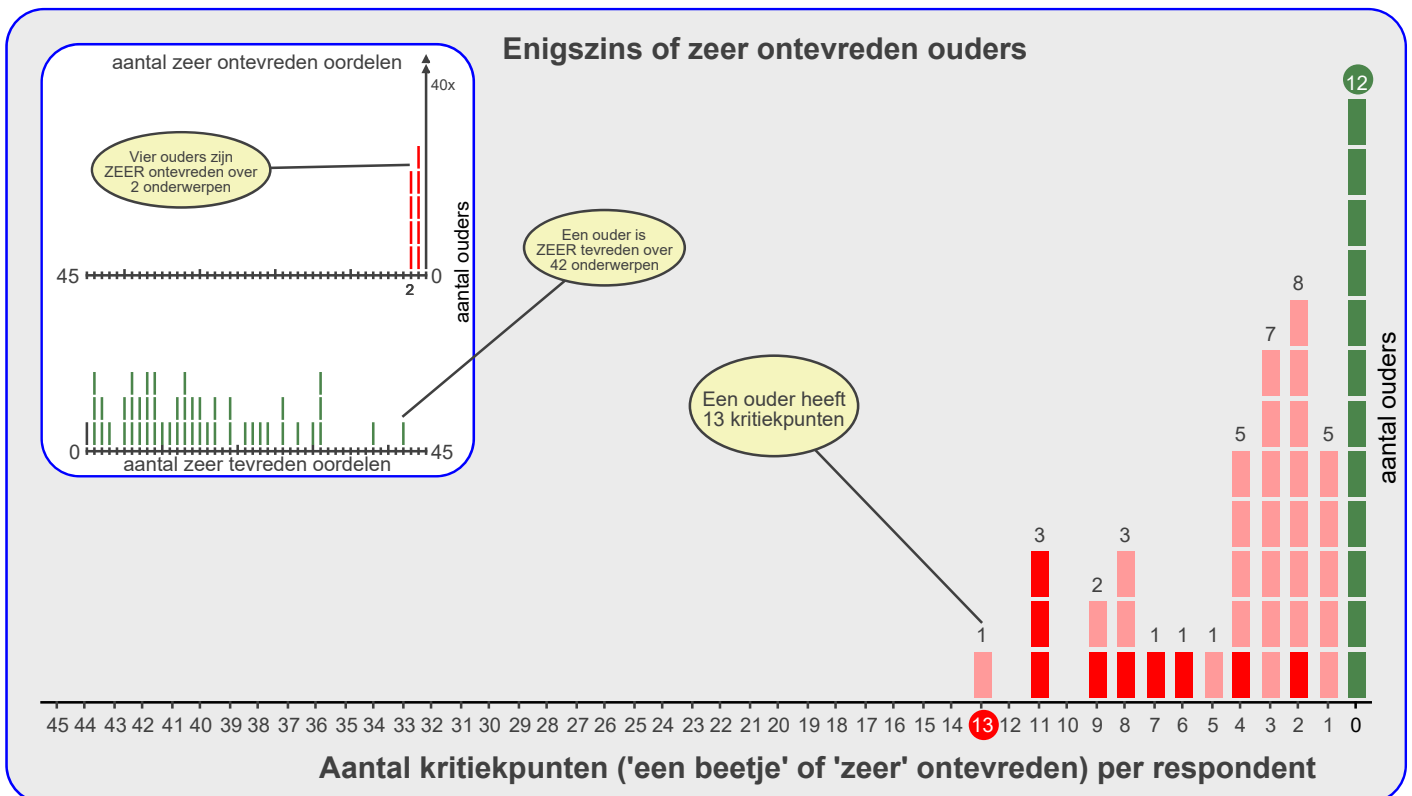 Enigszins of zeer ontevreden ouders
aantal zeer ontevreden oordelen
40x
Vier ouders zijn
ZEER ontevreden over
2 onderwerpen
aantal ouders
45
0
2
Een ouder is
ZEER tevreden over
42 onderwerpen
0
45
aantal zeer tevreden oordelen
Een ouder heeft
13 kritiekpunten
1
3
2
3
1
1
1
5
7
8
5
12
aantal ouders
45 44 43 42 41 40 39 38 37 36 35 34 33 32 31 30 29 28 27 26 25 24 23 22 21 20 19 18 17 16 15 14 13 12 11 10 9 8 7 6 5 4 3 2 1 0
Aantal kritiekpunten ('een beetje' of 'zeer' ontevreden) per respondent